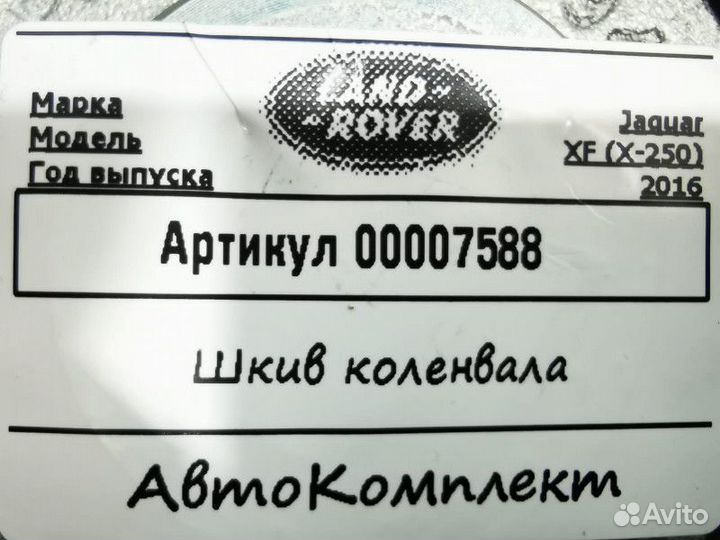 LAND-
-ROVER
Марка Jaguar
Модель XF (X-250)
Год выпуска 2016
Артикул 00007588
Шкив коленвала
АвтоКомплект
Avito